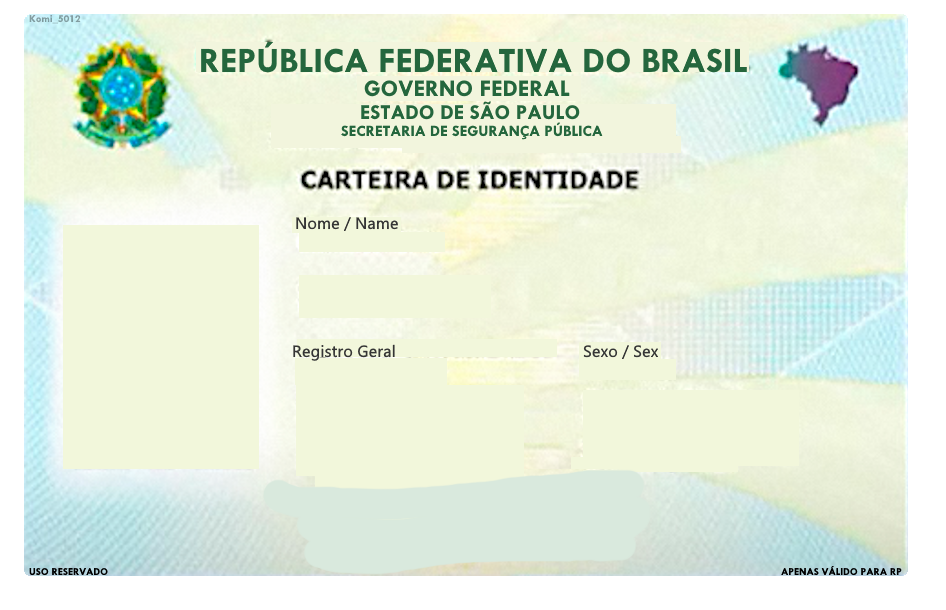 Komi_5012
REPÚBLICA FEDERATIVA DO BRASIL
GOVERNO FEDERAL
ESTADO DE SÃO PAULO
SECRETARIA DE SEGURANÇA PÚBLICA
CARTEIRA DE IDENTIDADE
Nome / Name
Registro Geral
Sexo / Sex
USO RESERVADO
APENAS VÁLIDO PARA RP